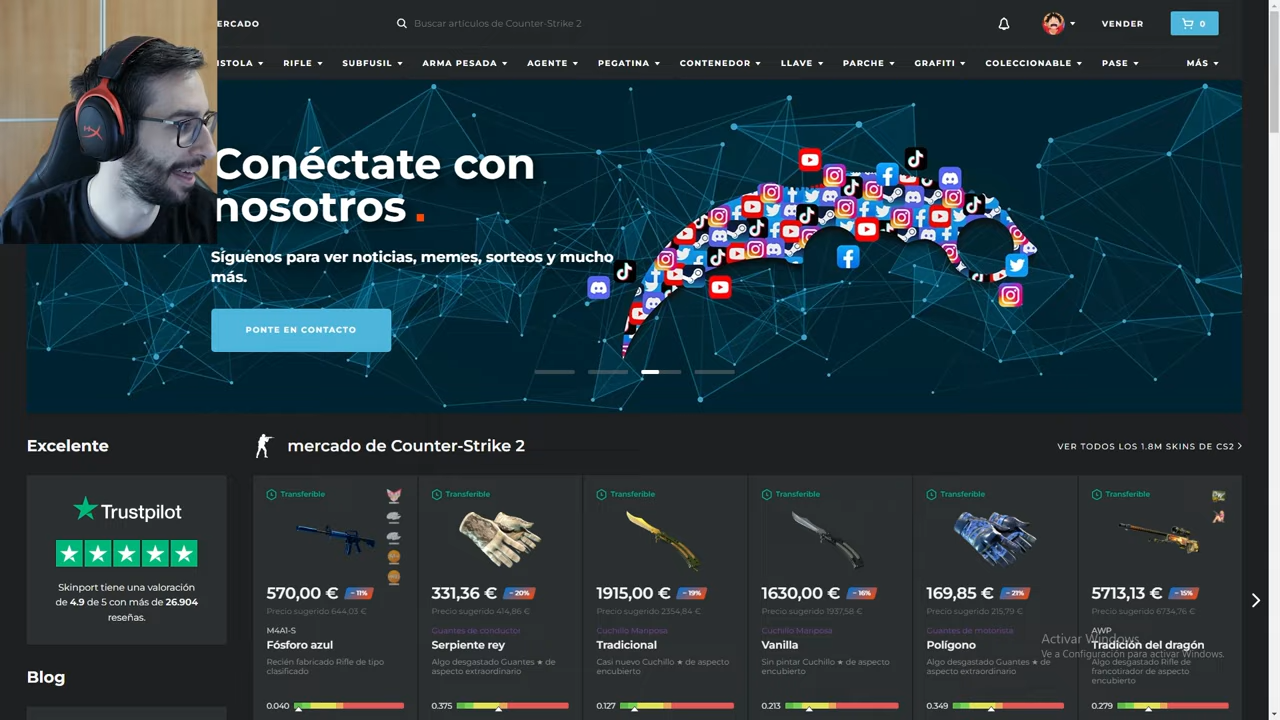 ERCADO
Buscar artículos de Counter-Strike 2
VENDER
0
ISTOLA
RIFLE
SUBFUSIL
ARMA PESADA
AGENTE
PEGATINA
CONTENEDOR
LLAVE
PARCHE
GRAFITI
COLECCIONABLE
PASE
MÁS
Conéctate con
nosotros.
Síguenos para ver noticias, memes, sorteos y mucho
más.
PONTE EN CONTACTO
Excelente
mercado de Counter-Strike 2
VER TODOS LOS 1.8M SKINS DE CS2
Trustpilot
Skinport tiene una valoración
de 4.9 de 5 con más de 26.904
reseñas.
Blog
Transferible
570,00 € - 11%
Precio sugerido 644,03 €
M4A1-S
Fósforo azul
Recién fabricado Rifle de tipo
clasificado
0.040
Transferible
331,36 € - 20%
Precio sugerido 414,86 €
Guantes de conductor
Serpiente rey
Algo desgastado Guantes ★ de
aspecto extraordinario
0.375
Transferible
1915,00 € - 19%
Precio sugerido 2354,84 €
Cuchillo Mariposa
Tradicional
Casi nuevo Cuchillo ★ de aspecto
extraordinario
0.127
Transferible
1630,00 € - 16%
Precio sugerido 1937,58 €
Cuchillo Mariposa
Vanilla
Sin pintar Cuchillo ★ de aspecto
extraordinario
0.213
Transferible
169,85 € - 21%
Precio sugerido 215,79 €
Guantes de motorista
Polígono
Algo desgastado Guantes ★ de
aspecto extraordinario
0.349
Transferible
5713,13 € - 15%
Precio sugerido 6734,76 €
AWP
Tradición del dragón
Algo desgastado Rifle de
francotirador de aspecto
encubierto
0.279
Activar Windows
Ve a Configuración para activar Windows.